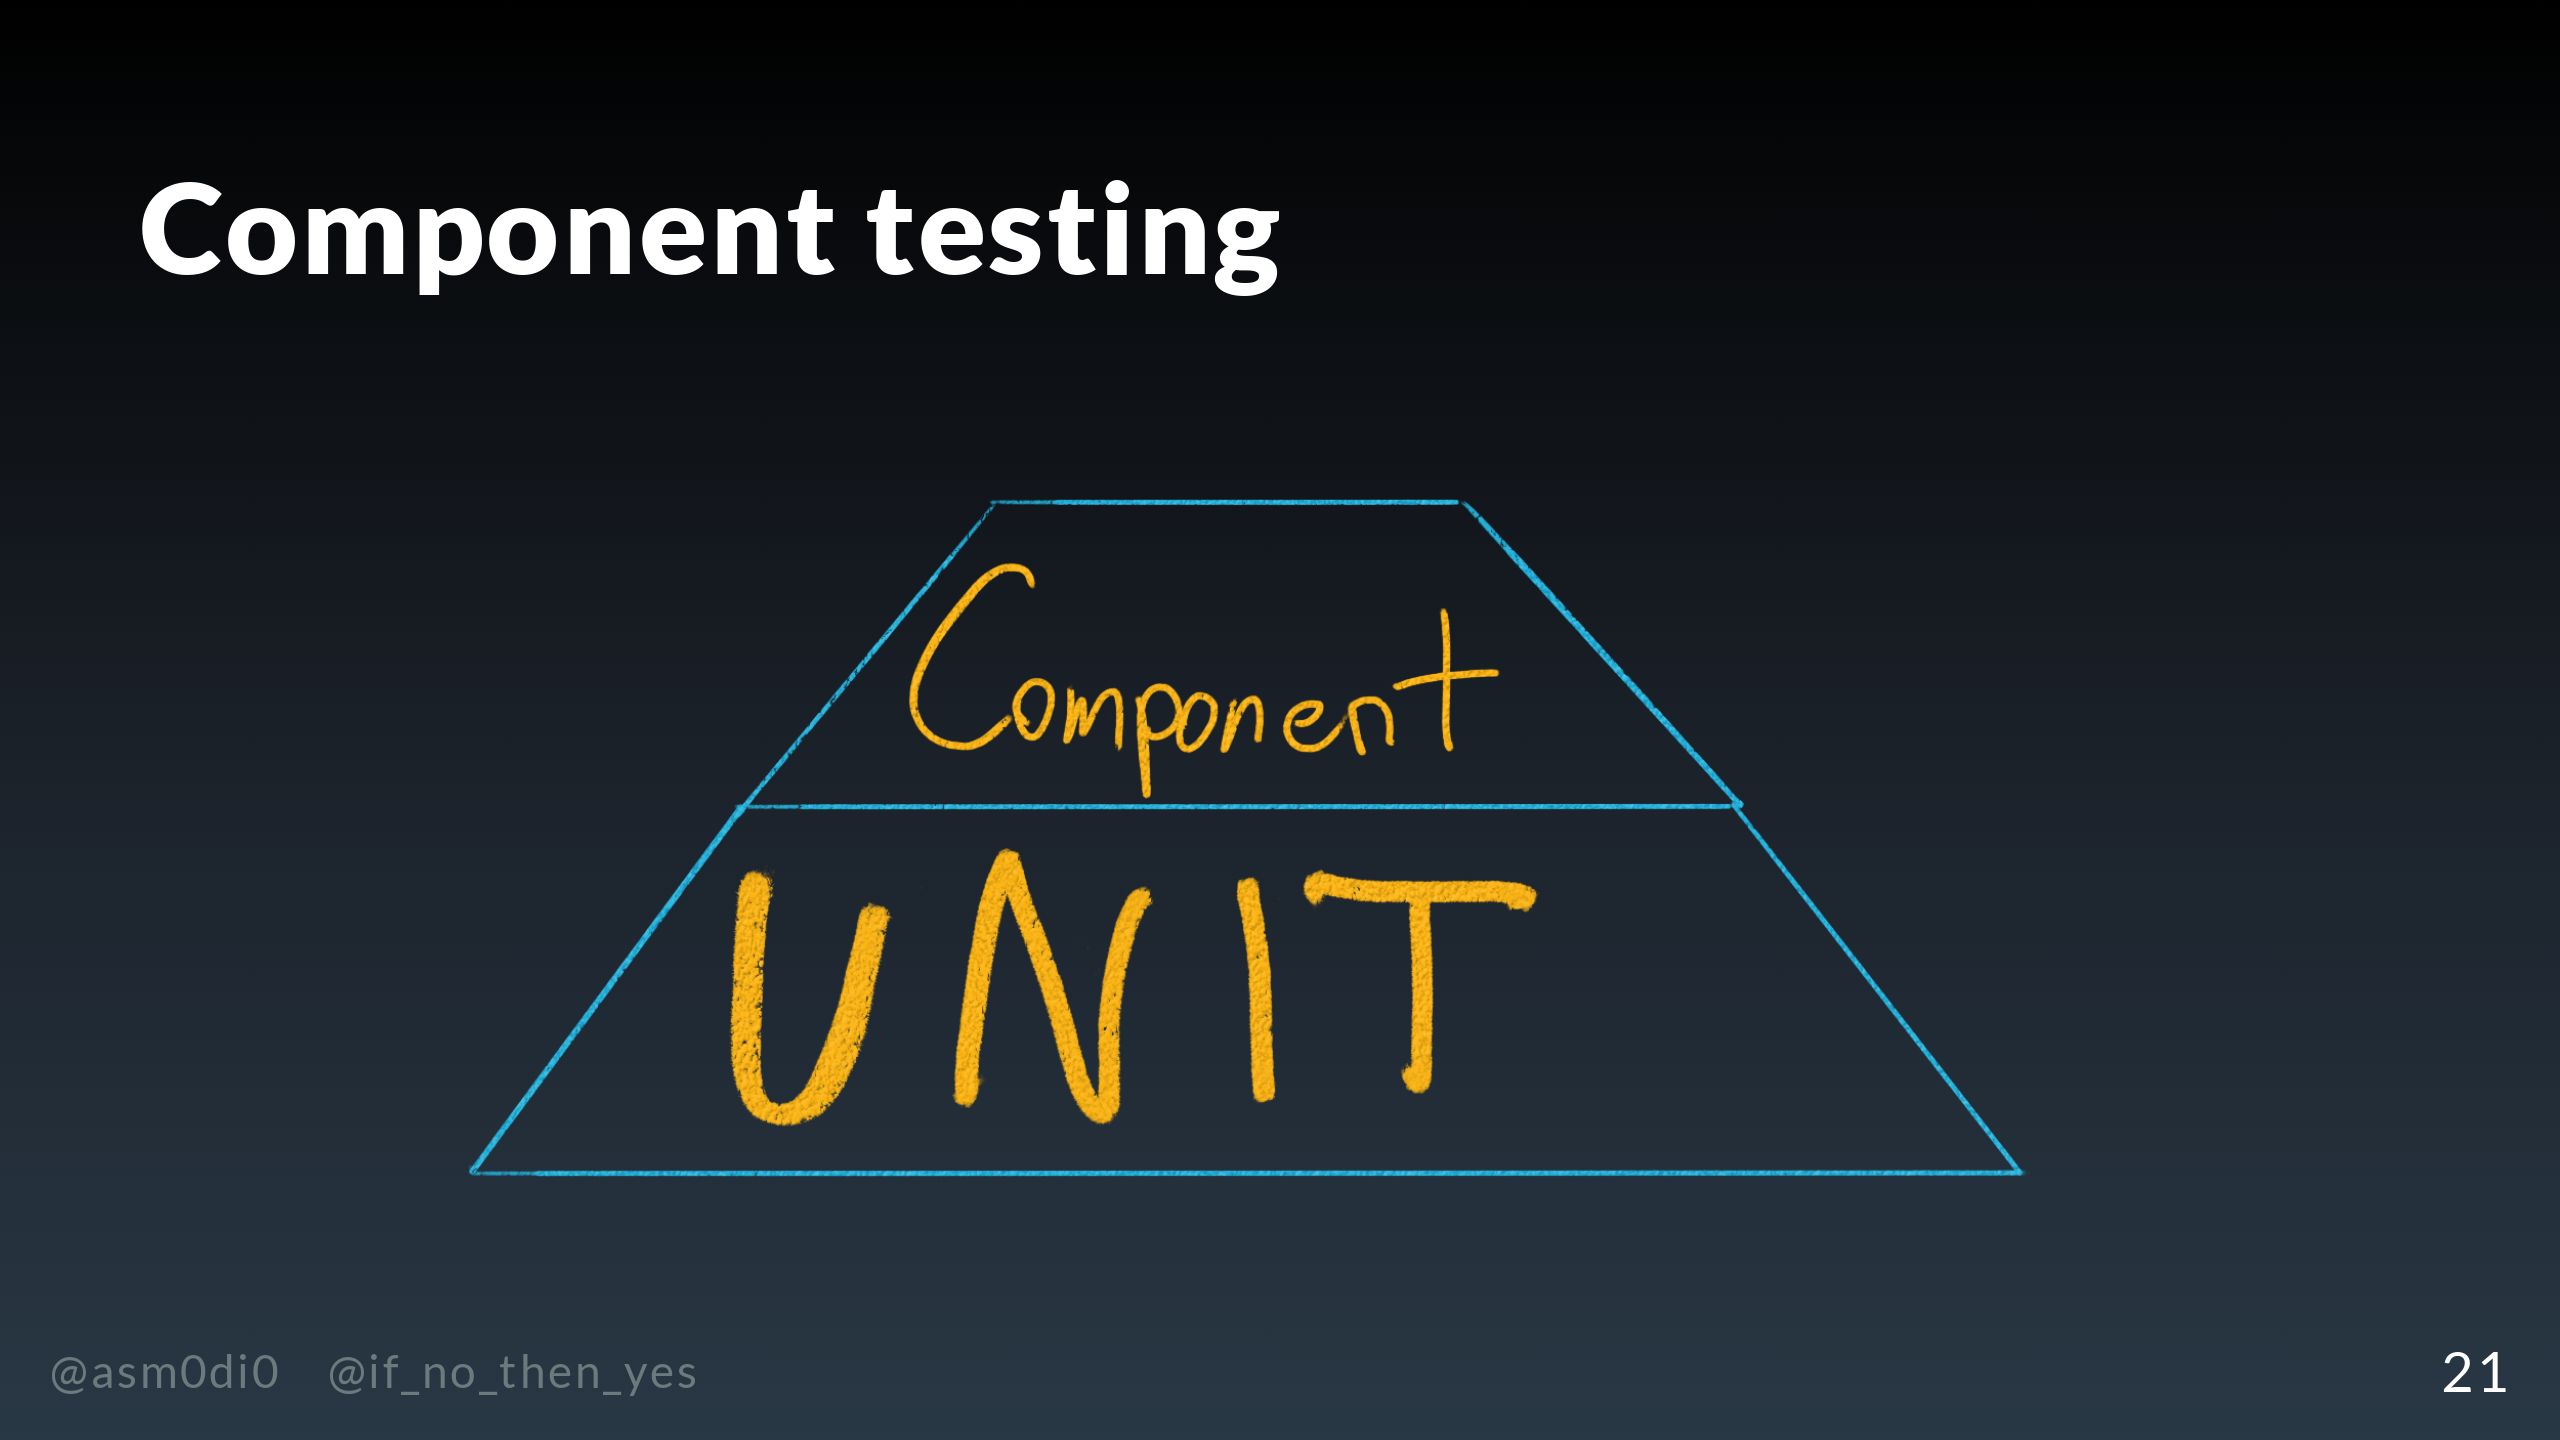 Component testing
Component
UNIT
@asm0di0 @if_no_then_yes
21